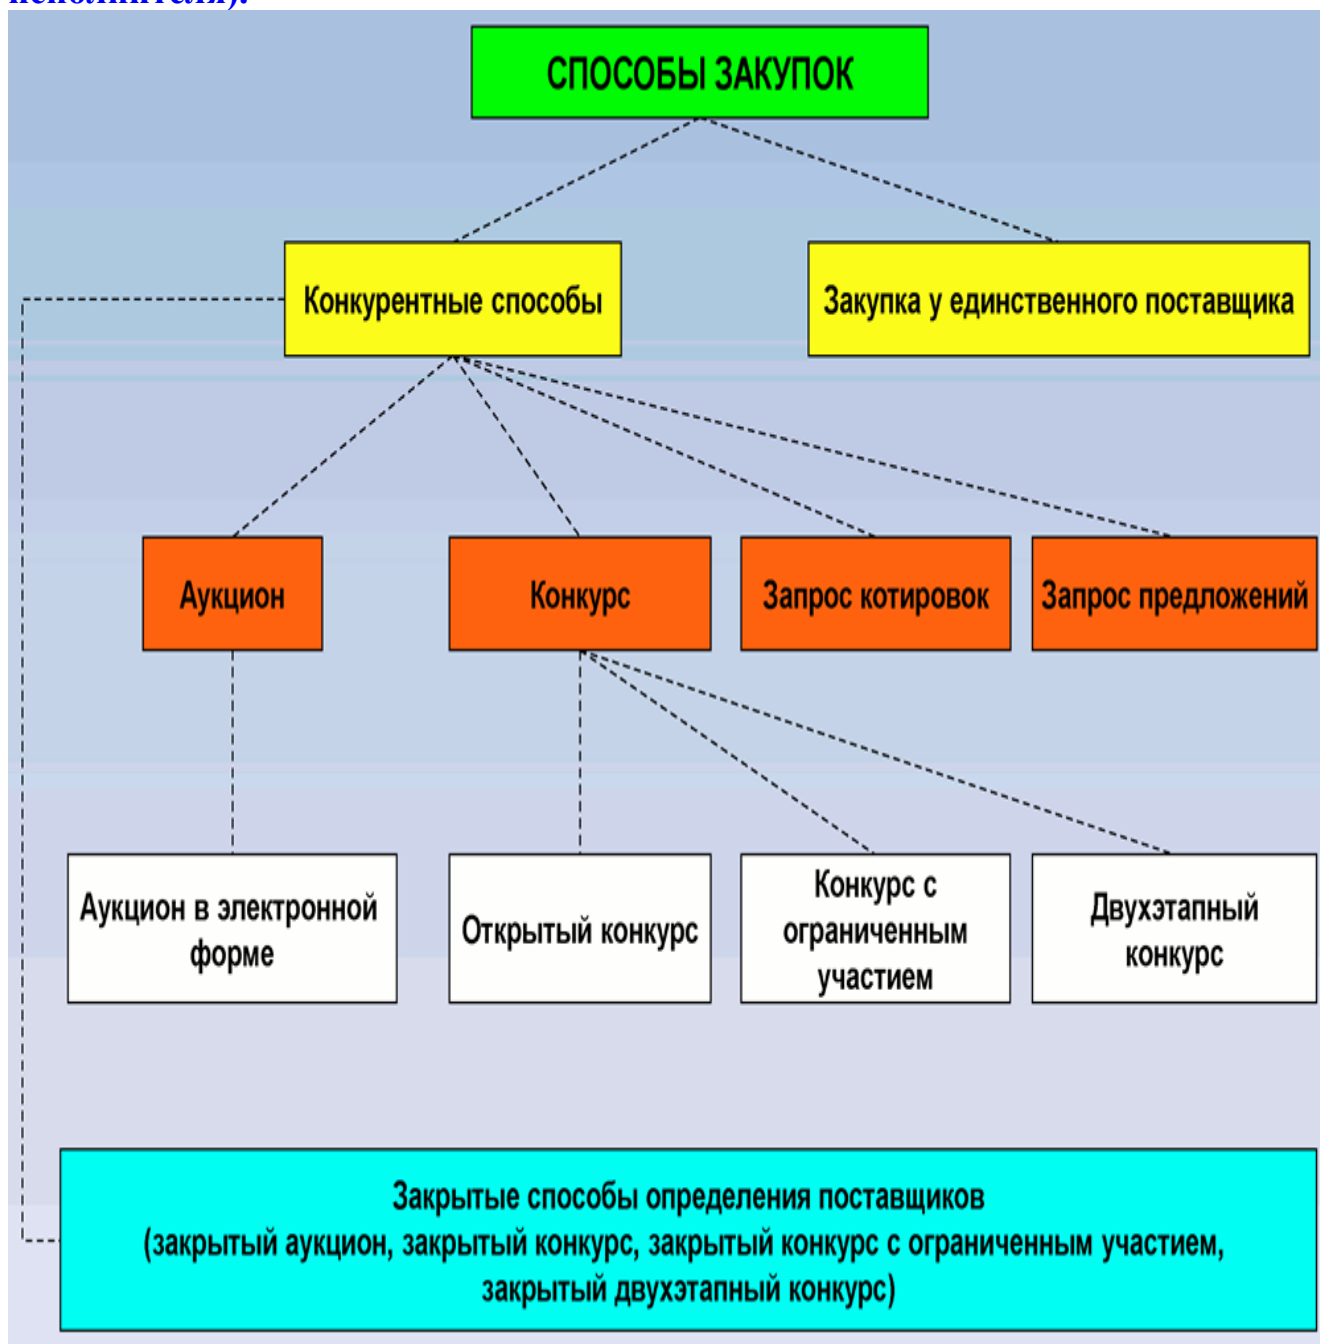 исполнителя).
СПОСОБЫ ЗАКУПОК
Конкурентные способы
Закупка у единственного поставщика
Аукцион
Конкурс
Запрос котировок
Запрос предложений
Аукцион в электронной
форме
Открытый конкурс
Конкурс с
ограниченным
участием
Двухэтапный
конкурс
Закрытые способы определения поставщиков
(закрытый аукцион, закрытый конкурс, закрытый конкурс с ограниченным участием,
закрытый двухэтапный конкурс)